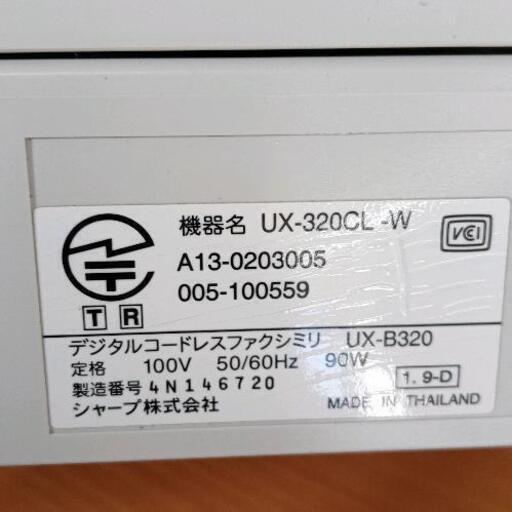 機器名 UX-320CL-W
VCCI
A13-0203005
005-100559
T R
デジタルコードレスファクシミリ UX-B320
定格 100V 50/60Hz 90W
製造番号 4N146720
1.9-D
シャープ株式会社
MADE IN THAILAND